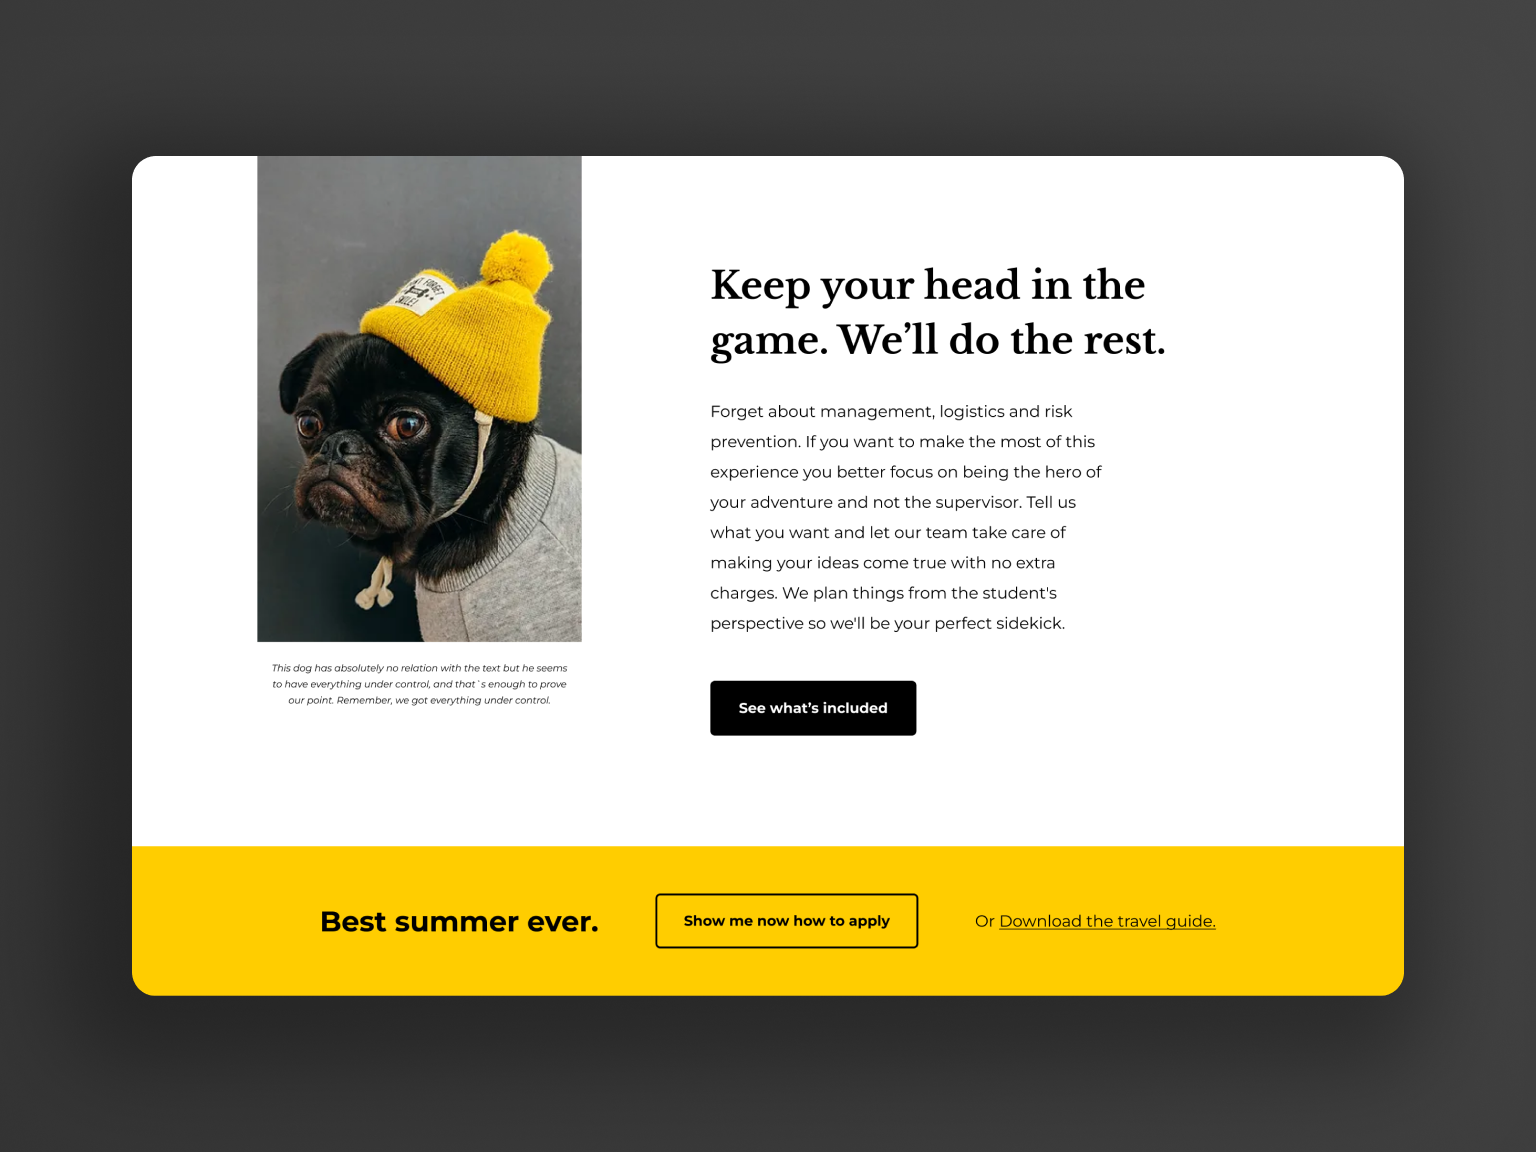 Keep your head in the
game. We’ll do the rest.
Forget about management, logistics and risk
prevention. If you want to make the most of this
experience you better focus on being the hero of
your adventure and not the supervisor. Tell us
what you want and let our team take care of
making your ideas come true with no extra
charges. We plan things from the student's
perspective so we'll be your perfect sidekick.
See what’s included
FORGET
SMILE!
This dog has absolutely no relation with the text but he seems
to have everything under control, and that`s enough to prove
our point. Remember, we got everything under control.
Best summer ever.
Show me now how to apply
Or Download the travel guide.